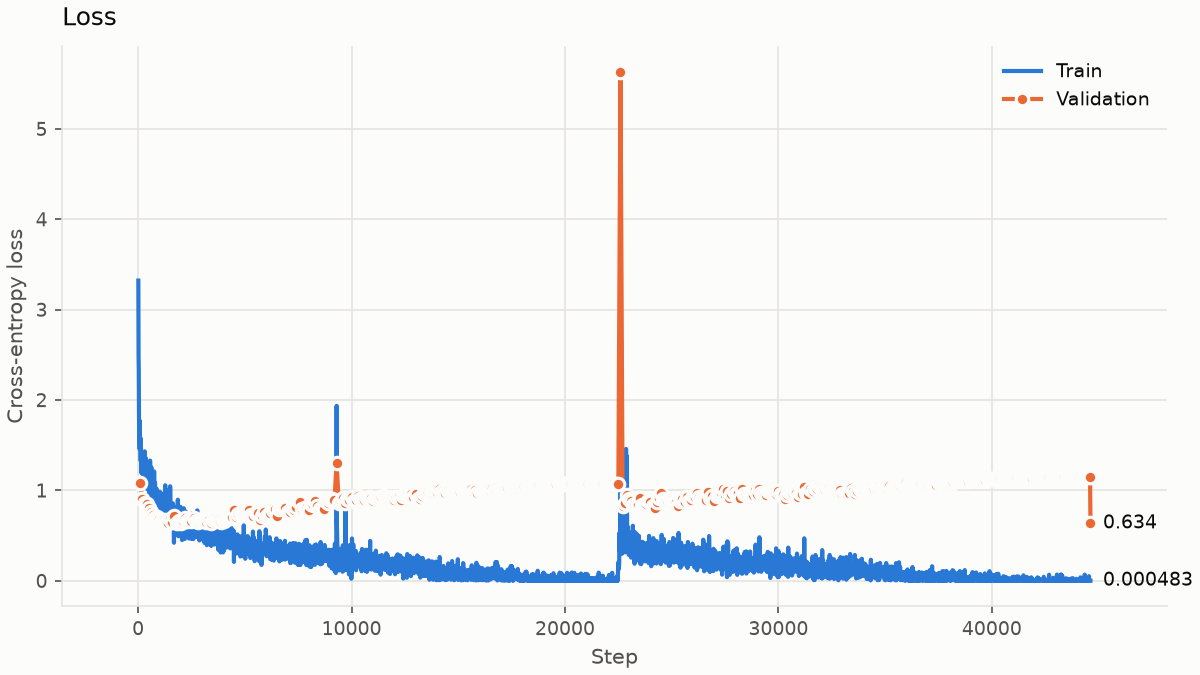 Loss
Train
Validation
Cross-entropy loss
5
4
3
2
1
0
0.634
0.000483
0 10000 20000 30000 40000
Step